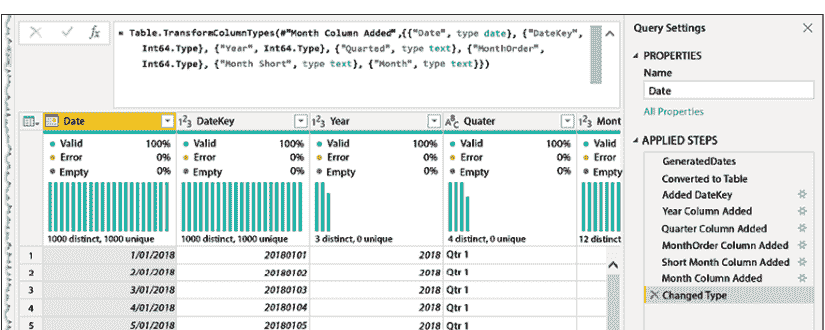 fx = Table.TransformColumnTypes(#"Month Column Added",{{"Date", type date}, {"DateKey",
Int64.Type}, {"Year", Int64.Type}, {"Quarted", type text}, {"MonthOrder",
Int64.Type}, {"Month Short", type text}, {"Month", type text}})
Date 1²3 DateKey 1²3 Year ABC Quater 1²3 Mont
Valid 100% Valid 100% Valid 100% Valid 100% Valid
Error 0% Error 0% Error 0% Error 0% Error
Empty 0% Empty 0% Empty 0% Empty 0% Empty
1000 distinct, 1000 unique 1000 distinct, 1000 unique 3 distinct, 0 unique 4 distinct, 0 unique 12 distinct
1 1/01/2018 20180101 2018 Qtr 1
2 2/01/2018 20180102 2018 Qtr 1
3 3/01/2018 20180103 2018 Qtr 1
4 4/01/2018 20180104 2018 Qtr 1
5 5/01/2018 20180105 2018 Qtr 1
Query Settings
PROPERTIES
Name
Date
All Properties
APPLIED STEPS
GeneratedDates
Converted to Table
Added DateKey
Year Column Added
Quarter Column Added
MonthOrder Column Added
Short Month Column Added
Month Column Added
Changed Type